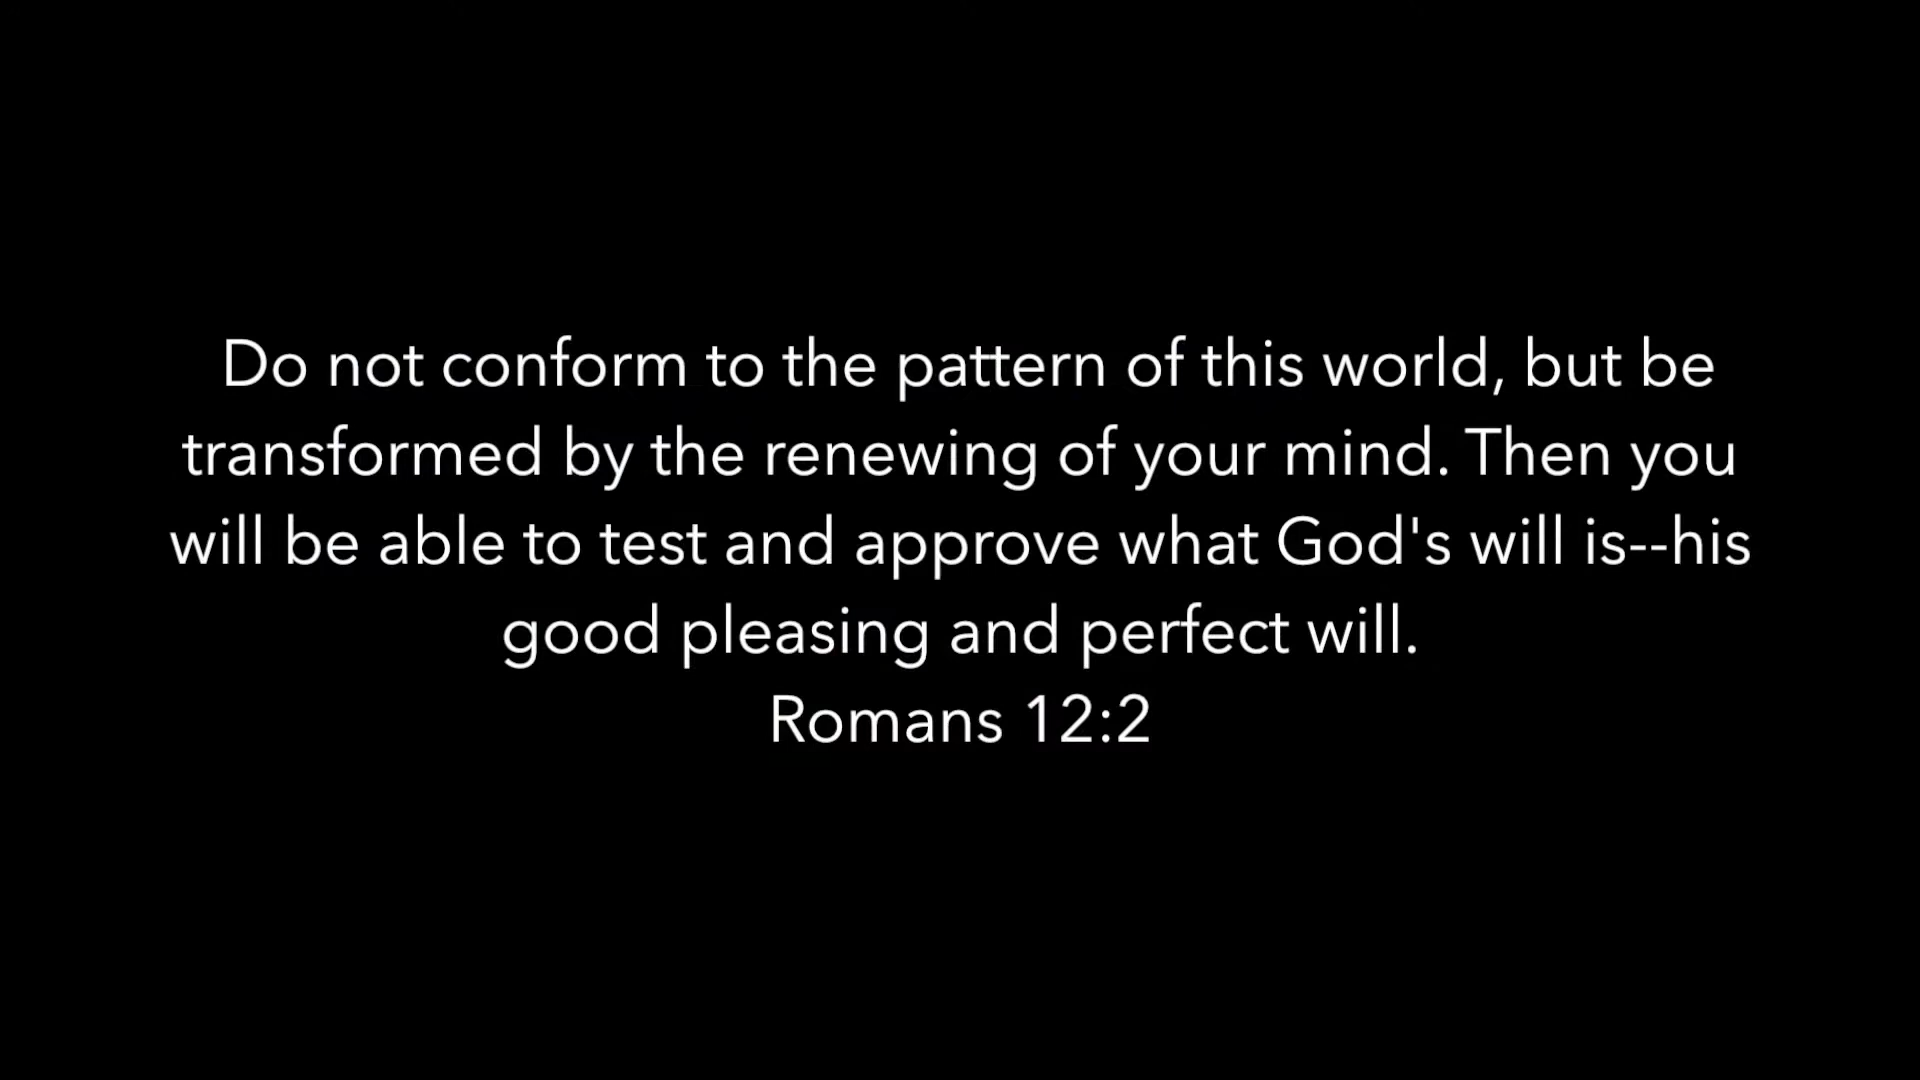 Do not conform to the pattern of this world, but be
transformed by the renewing of your mind. Then you
will be able to test and approve what God's will is--his
good pleasing and perfect will.
Romans 12:2